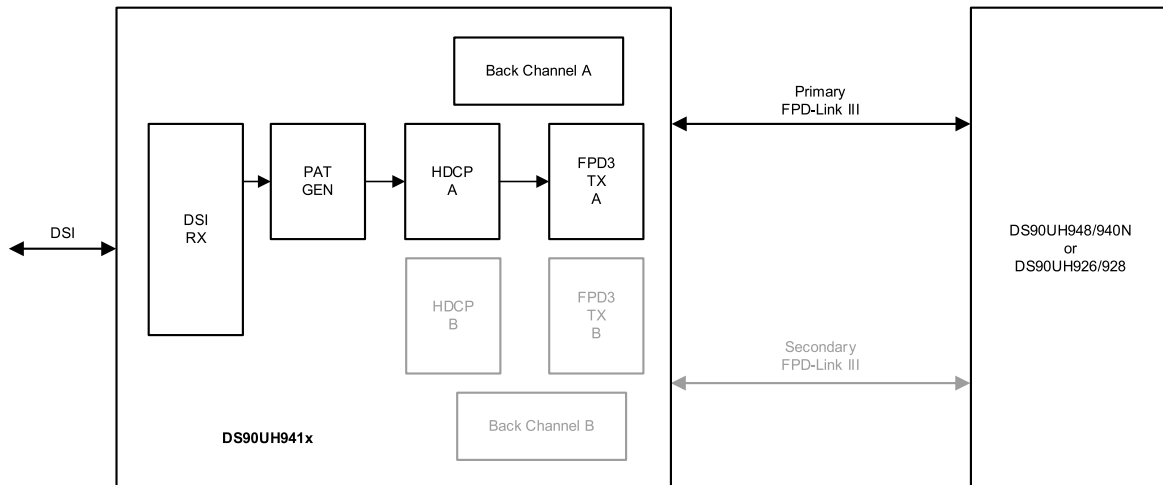 Back Channel A
Primary
FPD-Link III
DSI
RX
PAT
GEN
HDCP
A
FPD3
TX
A
DSI
HDCP
B
FPD3
TX
B
DS90UH948/940N
or
DS90UH926/928
Secondary
FPD-Link III
Back Channel B
DS90UH941x